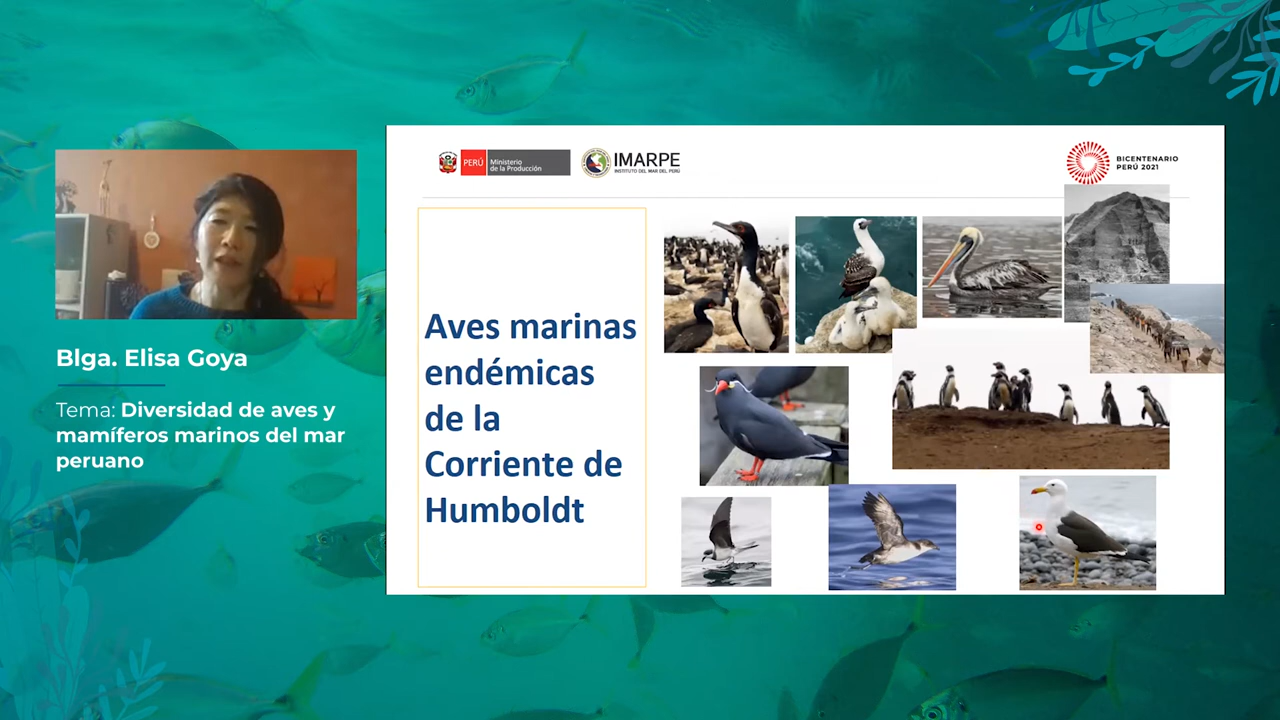 Blga. Elisa Goya
Tema: Diversidad de aves y
mamíferos marinos del mar
peruano
PERÚ
Ministerio
de la Producción
IMARPE
INSTITUTO DEL MAR DEL PERÚ
BICENTENARIO
PERÚ 2021
Aves marinas
endémicas
de la
Corriente de
Humboldt